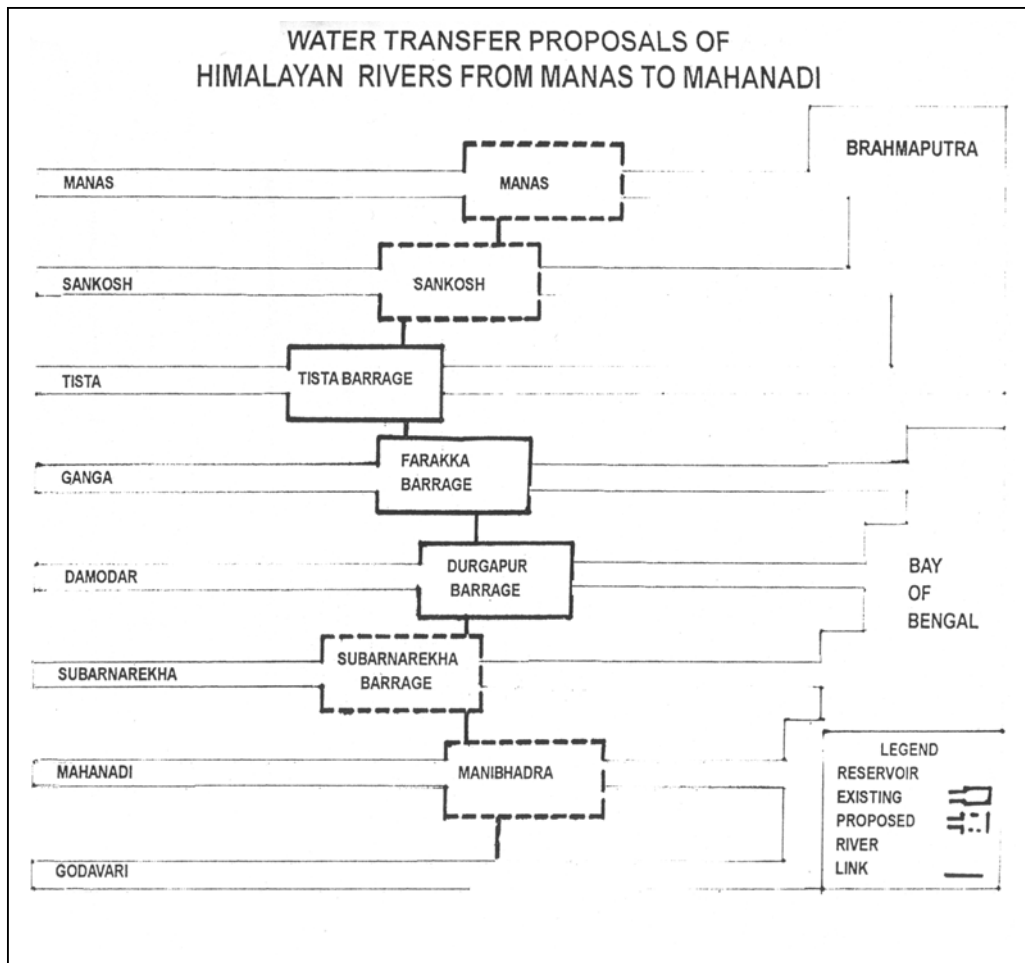 WATER TRANSFER PROPOSALS OF
HIMALAYAN RIVERS FROM MANAS TO MAHANADI
BRAHMAPUTRA
MANAS
MANAS
SANKOSH
SANKOSH
TISTA
TISTA BARRAGE
GANGA
FARAKKA
BARRAGE
DAMODAR
DURGAPUR
BARRAGE
BAY
OF
BENGAL
SUBARNAREKHA
SUBARNAREKHA
BARRAGE
MAHANADI
MANIBHADRA
GODAVARI
LEGEND
RESERVOIR
EXISTING
PROPOSED
RIVER
LINK